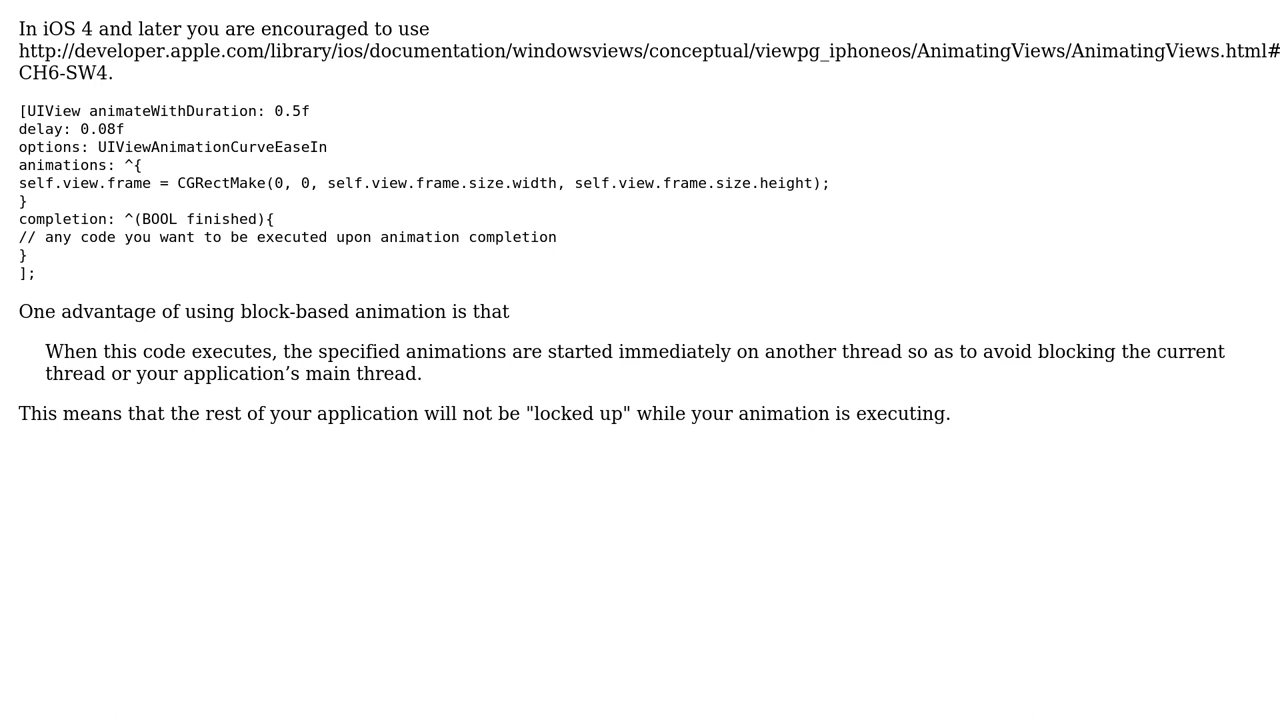 In iOS 4 and later you are encouraged to use
http://developer.apple.com/library/ios/documentation/windowsviews/conceptual/viewpg_iphoneos/AnimatingViews/AnimatingViews.html#
CH6-SW4.
[UIView animateWithDuration: 0.5f
delay: 0.08f
options: UIViewAnimationCurveEaseIn
animations: ^{
self.view.frame = CGRectMake(0, 0, self.view.frame.size.width, self.view.frame.size.height);
}
completion: ^(BOOL finished){
// any code you want to be executed upon animation completion
}
];
One advantage of using block-based animation is that
When this code executes, the specified animations are started immediately on another thread so as to avoid blocking the current
thread or your application’s main thread.
This means that the rest of your application will not be "locked up" while your animation is executing.